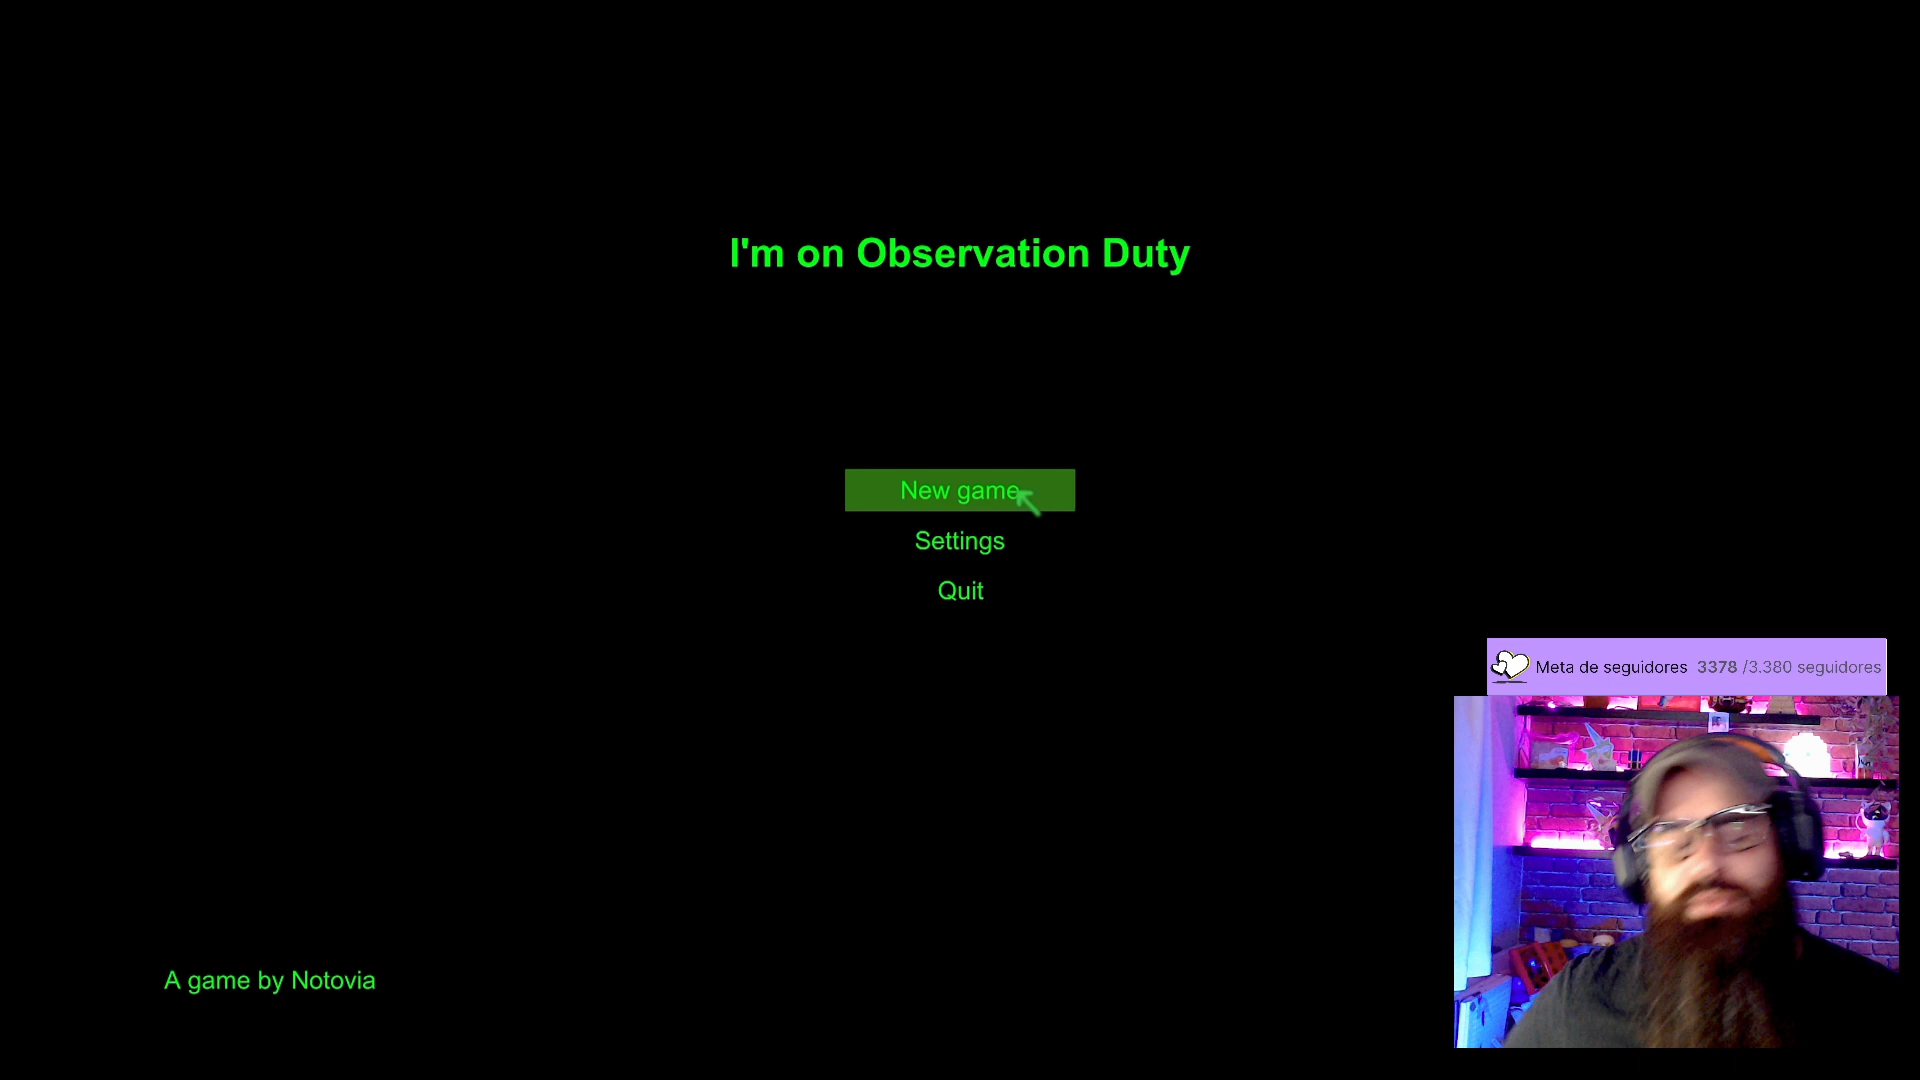 I'm on Observation Duty
New game
Settings
Quit
Meta de seguidores 3378 /3.380 seguidores
A game by Notovia